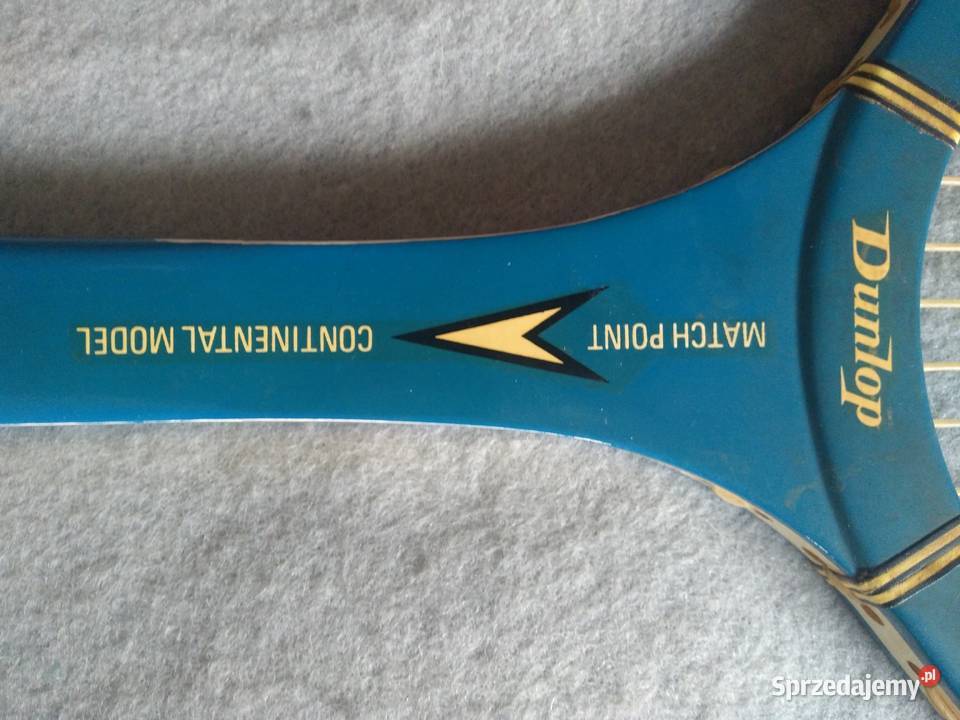 Dunlop
MATCH POINT
CONTINENTAL MODEL
Sprzedajemy.pl